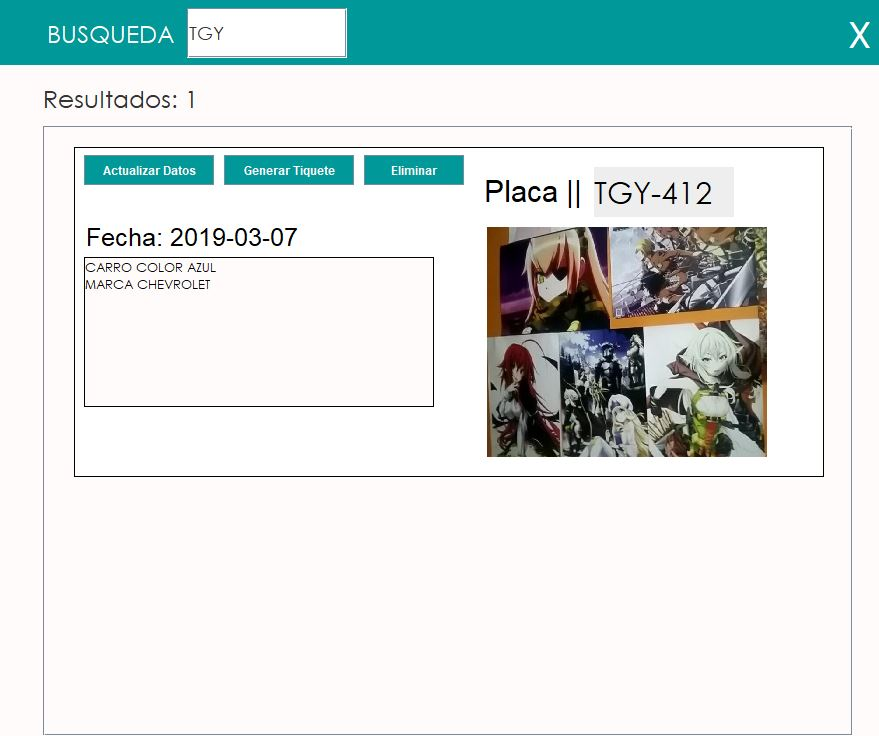 BUSQUEDA TGY X
Resultados: 1
Actualizar Datos Generar Tiquete Eliminar
Placa || TGY-412
Fecha: 2019-03-07
CARRO COLOR AZUL
MARCA CHEVROLET